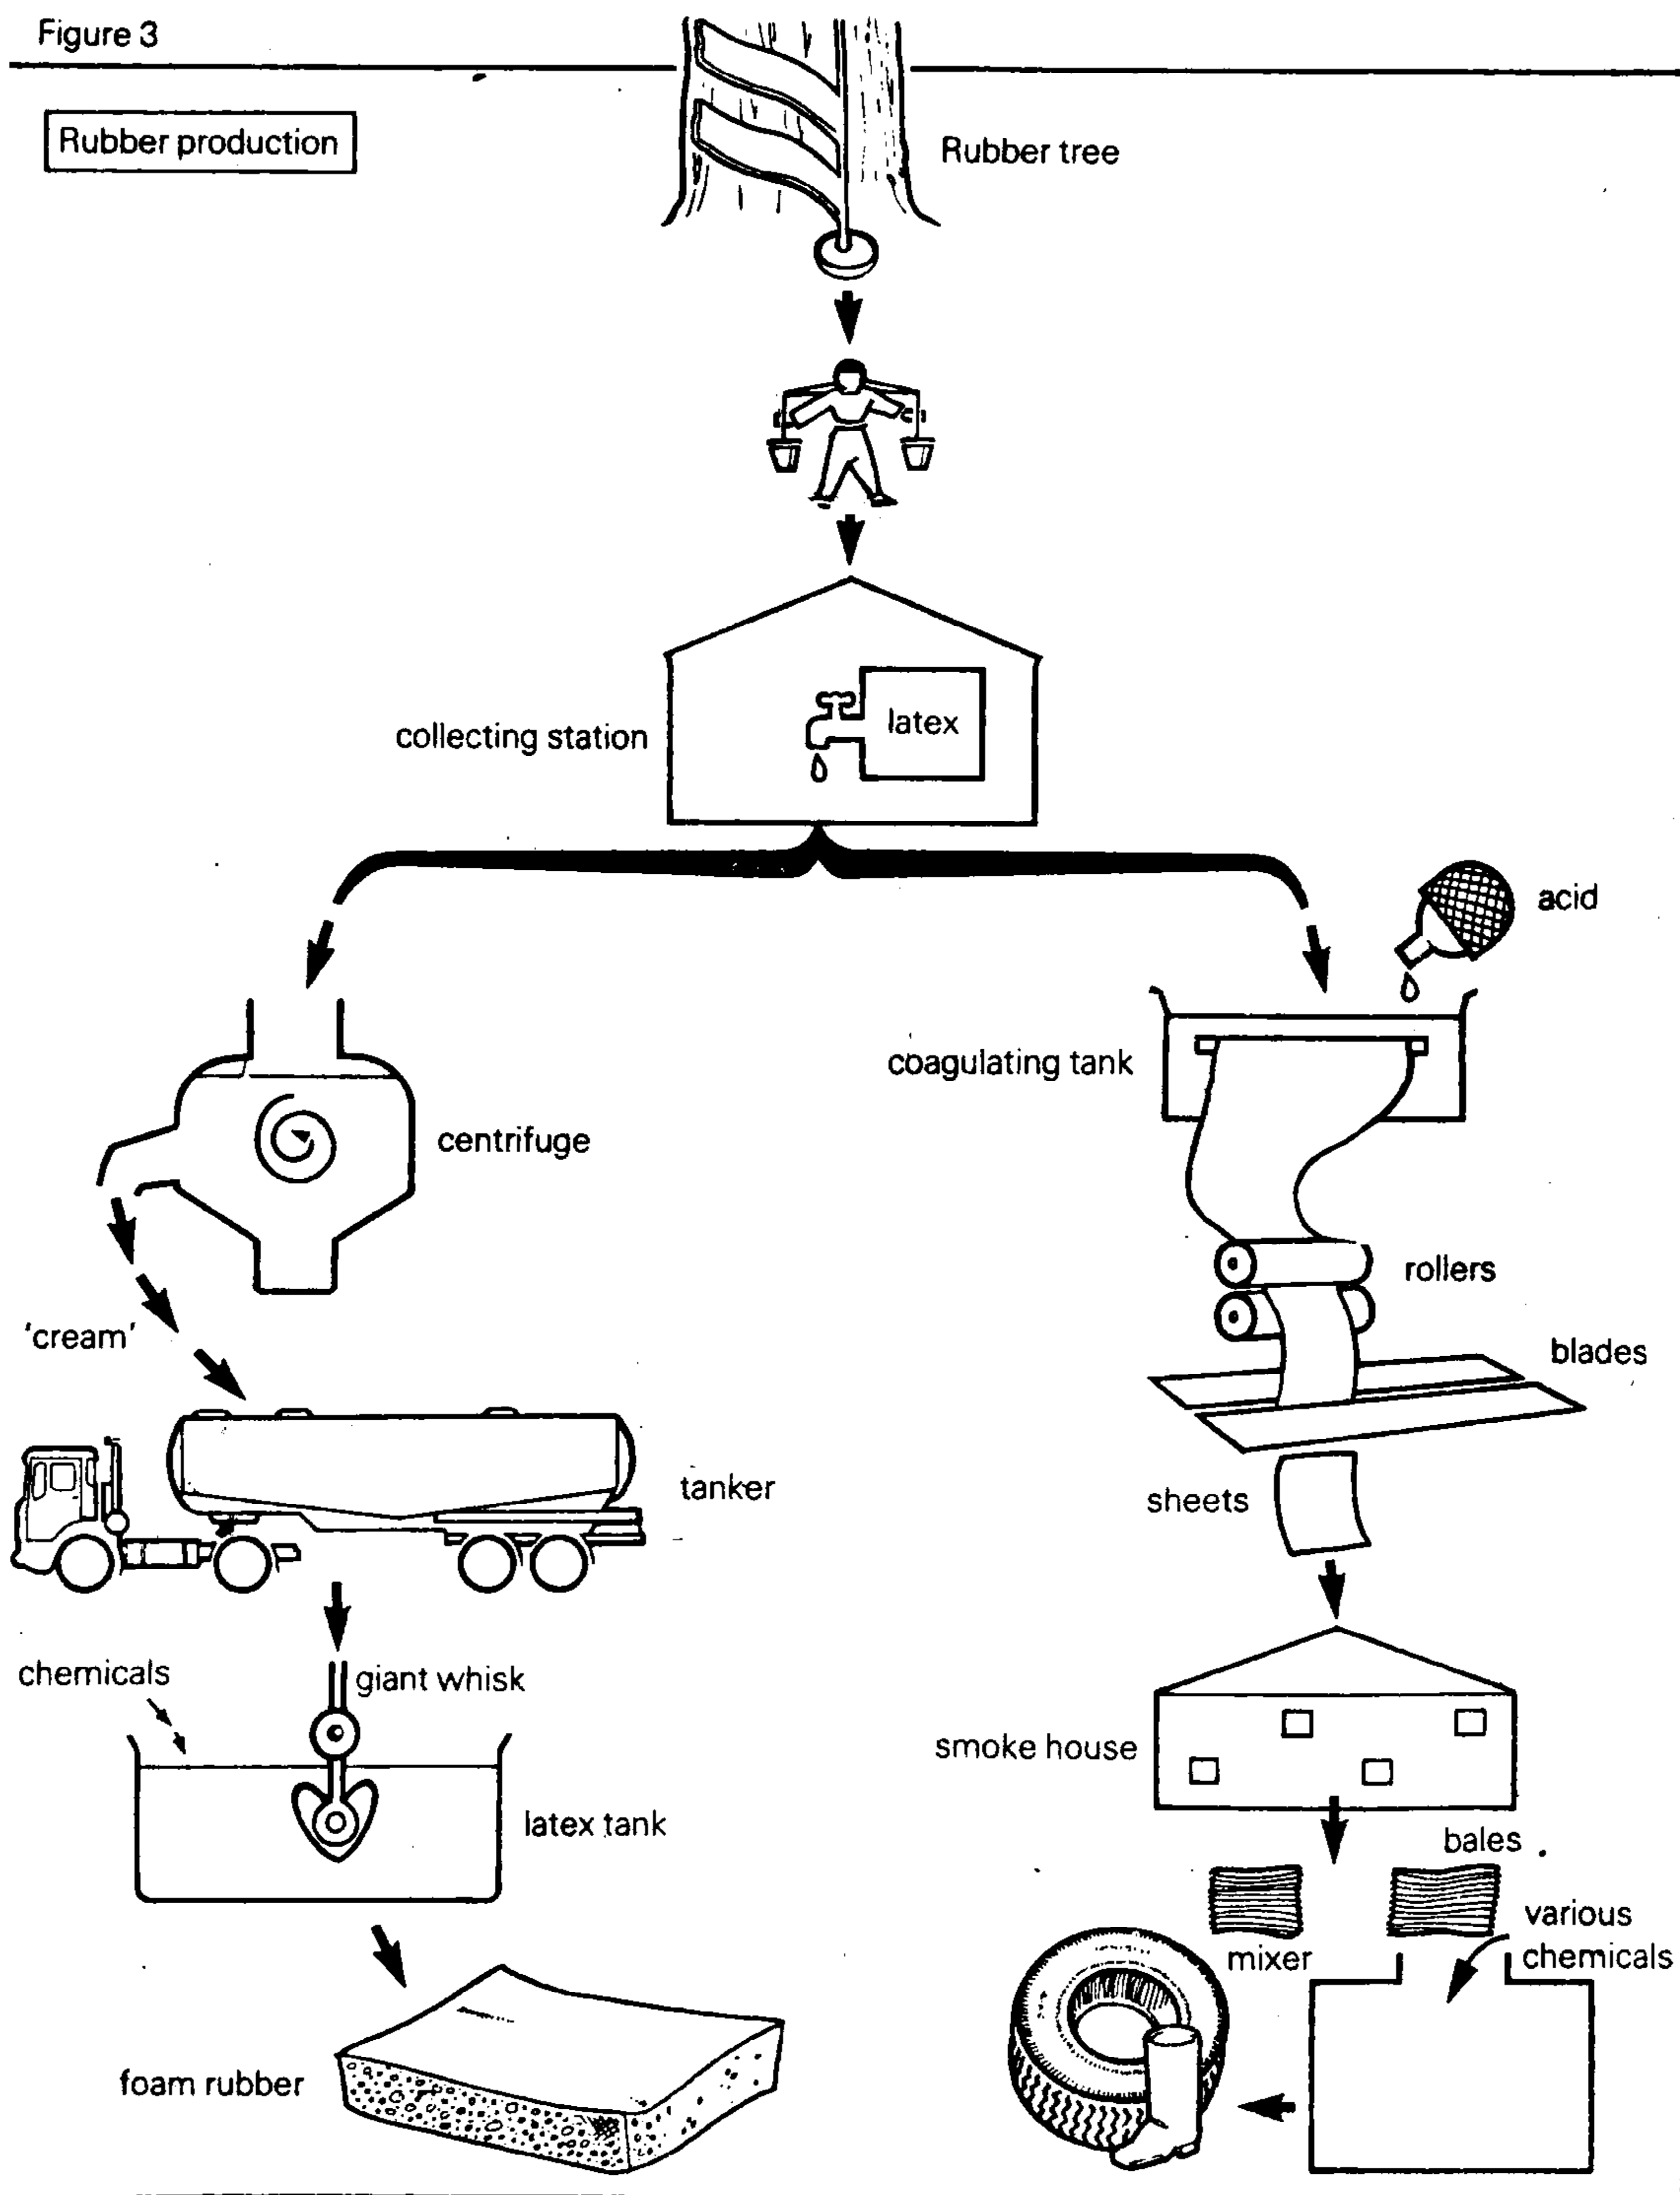 Figure 3
Rubber production
Rubber tree
collecting station
latex
acid
coagulating tank
centrifuge
rollers
'cream'
blades
tanker
sheets
chemicals
giant whisk
smoke house
latex tank
bales
various
chemicals
mixer
foam rubber